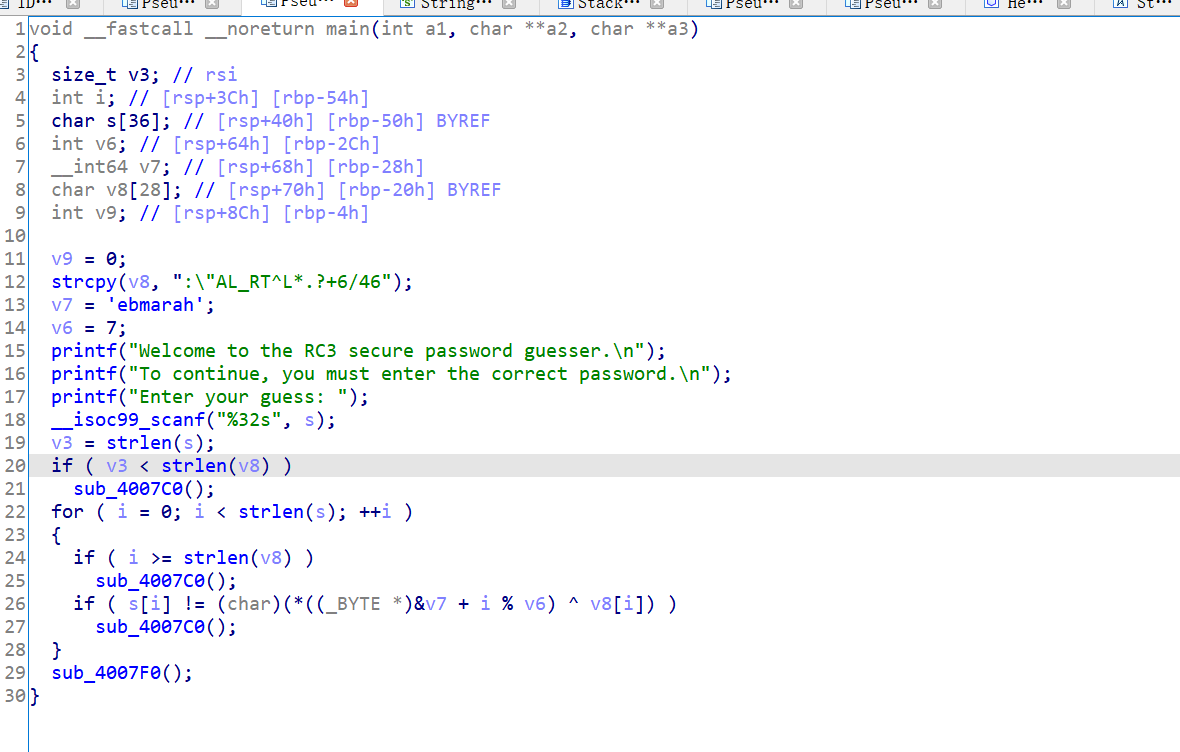 ID… Pseu… Pseu… String… Stack… Pseu… Pseu… He… St…
1 void __fastcall __noreturn main(int a1, char **a2, char **a3)
2 {
3   size_t v3; // rsi
4   int i; // [rsp+3Ch] [rbp-54h]
5   char s[36]; // [rsp+40h] [rbp-50h] BYREF
6   int v6; // [rsp+64h] [rbp-2Ch]
7   __int64 v7; // [rsp+68h] [rbp-28h]
8   char v8[28]; // [rsp+70h] [rbp-20h] BYREF
9   int v9; // [rsp+8Ch] [rbp-4h]
10
11   v9 = 0;
12   strcpy(v8, ":\"AL_RT^L*.?+6/46");
13   v7 = 'ebmarah';
14   v6 = 7;
15   printf("Welcome to the RC3 secure password guesser.\n");
16   printf("To continue, you must enter the correct password.\n");
17   printf("Enter your guess: ");
18   __isoc99_scanf("%32s", s);
19   v3 = strlen(s);
20   if ( v3 < strlen(v8) )
21     sub_4007C0();
22   for ( i = 0; i < strlen(s); ++i )
23   {
24     if ( i >= strlen(v8) )
25       sub_4007C0();
26     if ( s[i] != (char)(*((_BYTE *)&v7 + i % v6) ^ v8[i]) )
27       sub_4007C0();
28   }
29   sub_4007F0();
30 }